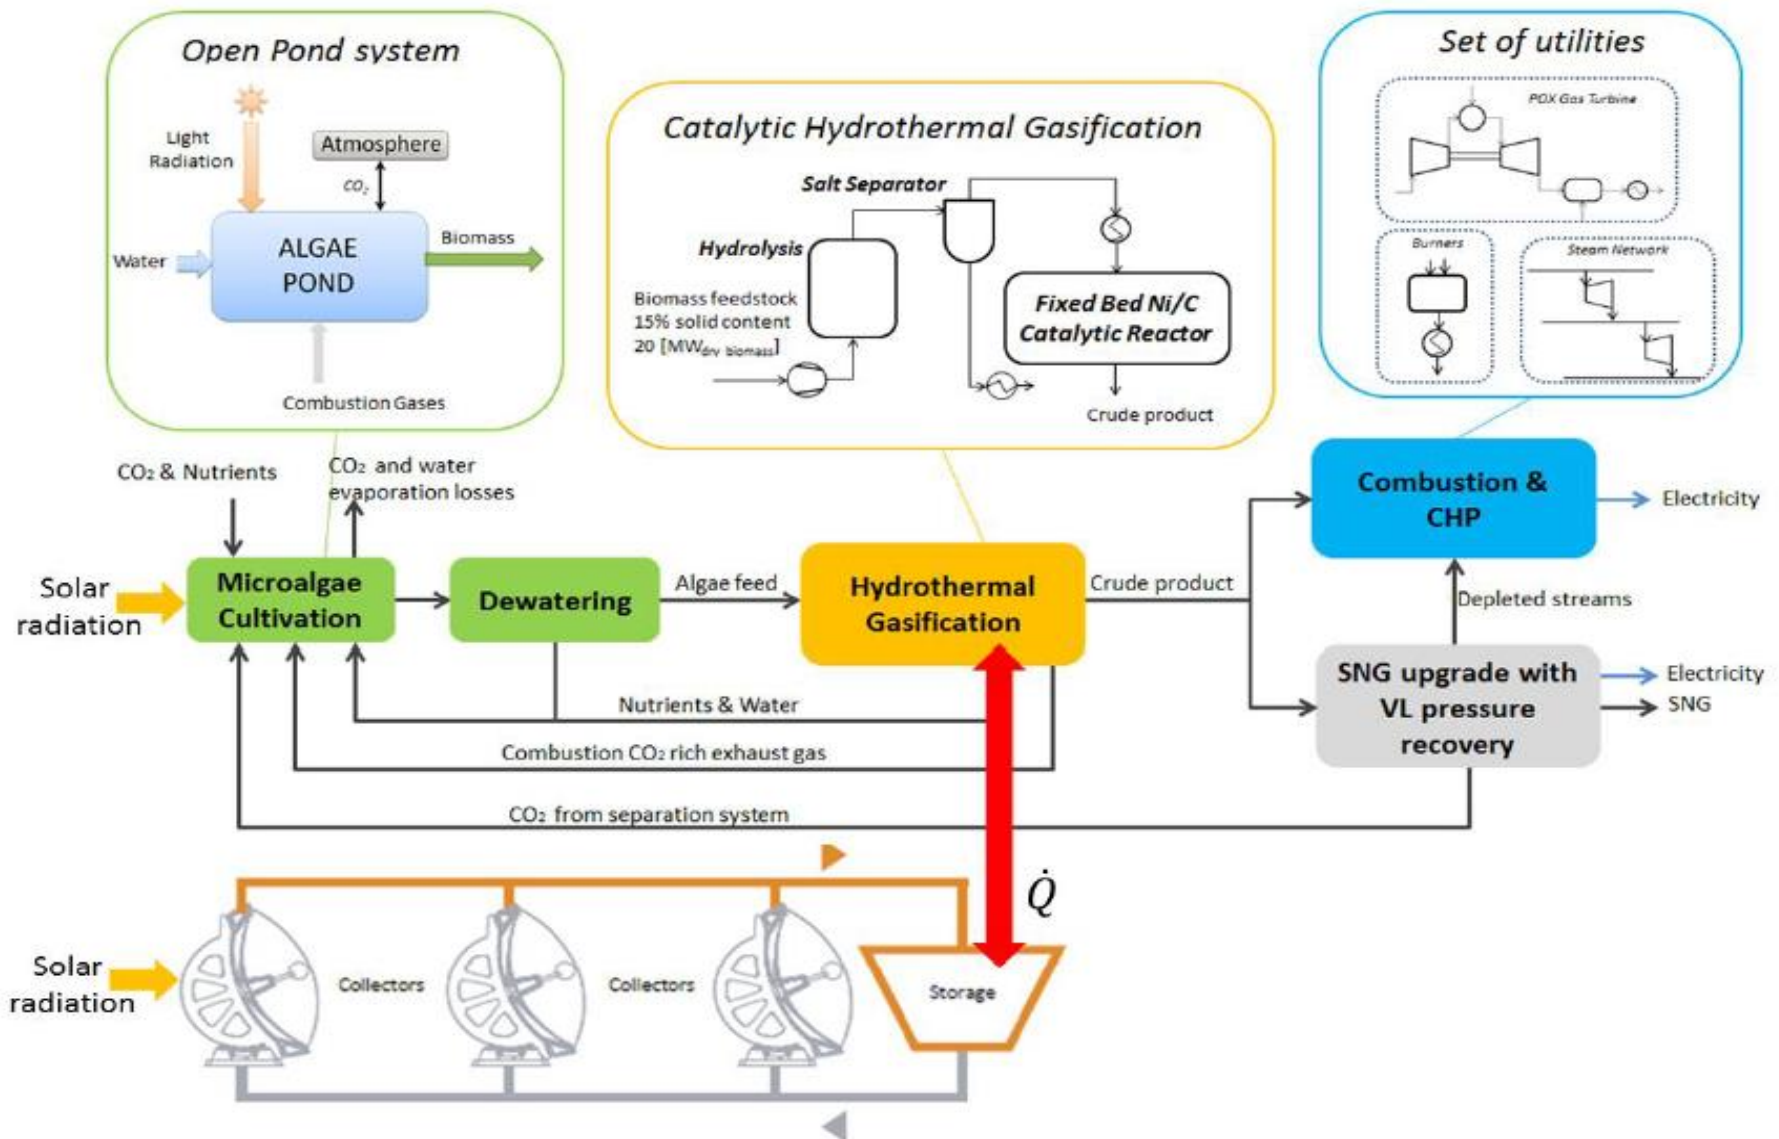 Open Pond system
Light
Radiation
Atmosphere
CO₂
Water
ALGAE
POND
Biomass
Combustion Gases
Catalytic Hydrothermal Gasification
Salt Separator
Hydrolysis
Biomass feedstock
15% solid content
20 [MWdry biomass]
Fixed Bed Ni/C
Catalytic Reactor
Crude product
Set of utilities
POX Gas Turbine
Burners
Steam Network
CO₂ & Nutrients
CO₂ and water
evaporation losses
Solar
radiation
Microalgae
Cultivation
Dewatering
Algae feed
Hydrothermal
Gasification
Crude product
Combustion &
CHP
Electricity
Depleted streams
SNG upgrade with
VL pressure
recovery
Electricity
SNG
Nutrients & Water
Combustion CO₂ rich exhaust gas
CO₂ from separation system
Q̇
Solar
radiation
Collectors
Collectors
Storage